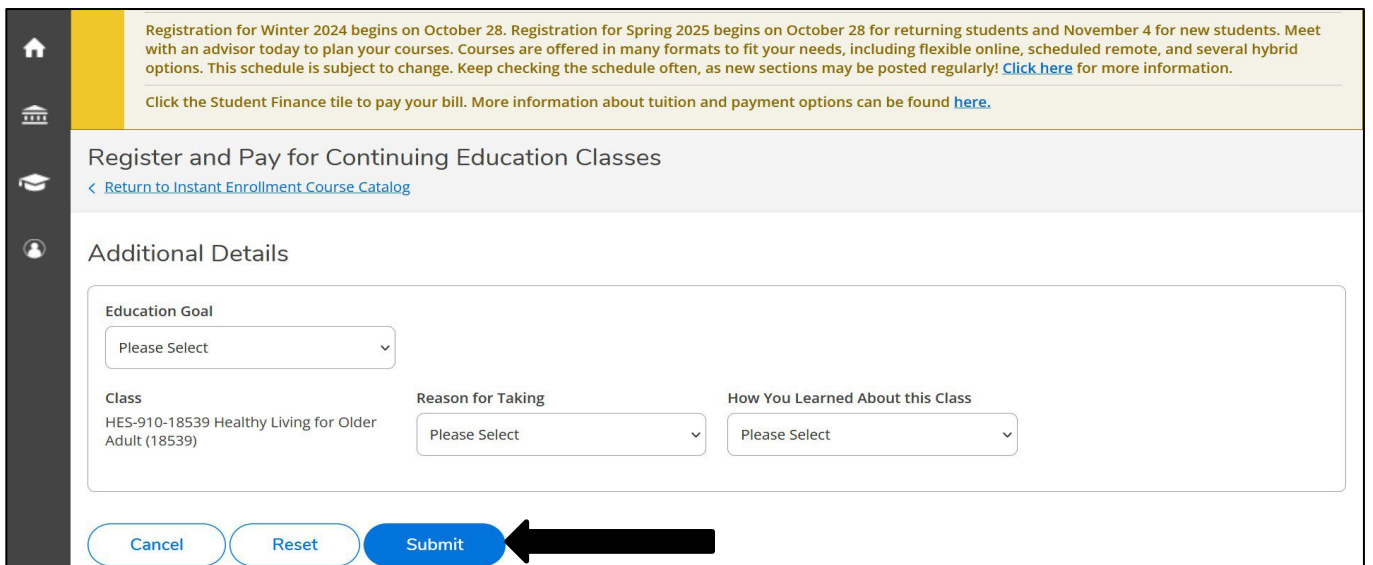 Registration for Winter 2024 begins on October 28. Registration for Spring 2025 begins on October 28 for returning students and November 4 for new students. Meet
with an advisor today to plan your courses. Courses are offered in many formats to fit your needs, including flexible online, scheduled remote, and several hybrid
options. This schedule is subject to change. Keep checking the schedule often, as new sections may be posted regularly! Click here for more information.
Click the Student Finance tile to pay your bill. More information about tuition and payment options can be found here.
Register and Pay for Continuing Education Classes
< Return to Instant Enrollment Course Catalog
Additional Details
Education Goal
Please Select
Class
HES-910-18539 Healthy Living for Older
Adult (18539)
Reason for Taking
Please Select
How You Learned About this Class
Please Select
Cancel
Reset
Submit